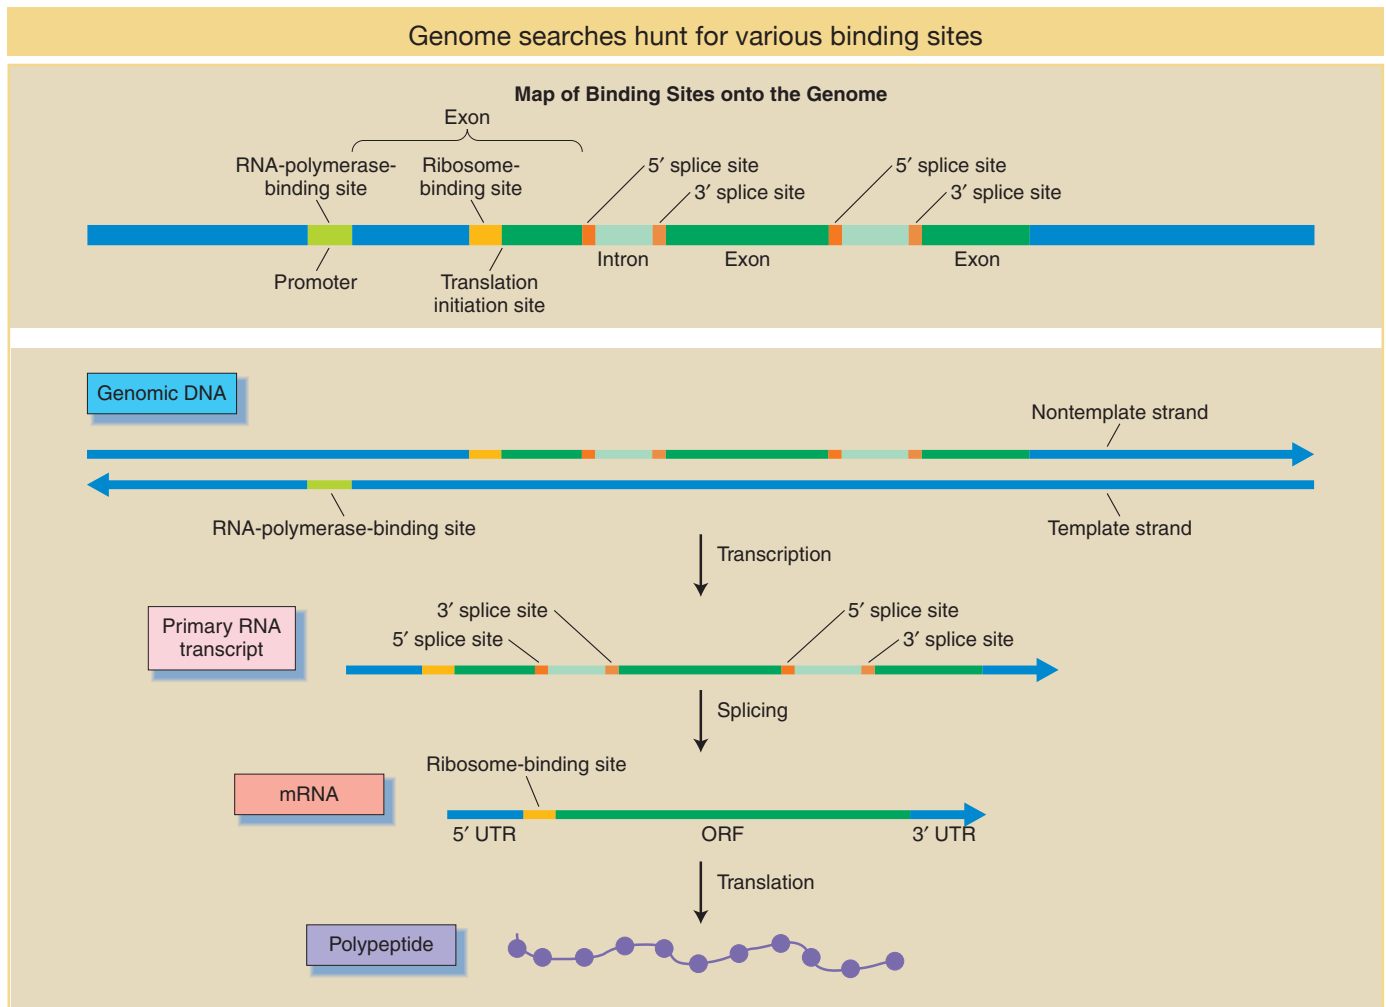 Genome searches hunt for various binding sites
Map of Binding Sites onto the Genome
Exon
RNA-polymerase-
binding site
Ribosome-
binding site
5′ splice site
3′ splice site
5′ splice site
3′ splice site
Promoter
Translation
initiation site
Intron
Exon
Exon
Genomic DNA
Nontemplate strand
RNA-polymerase-binding site
Template strand
Transcription
Primary RNA
transcript
3′ splice site
5′ splice site
5′ splice site
3′ splice site
Splicing
Ribosome-binding site
mRNA
5′ UTR
ORF
3′ UTR
Translation
Polypeptide